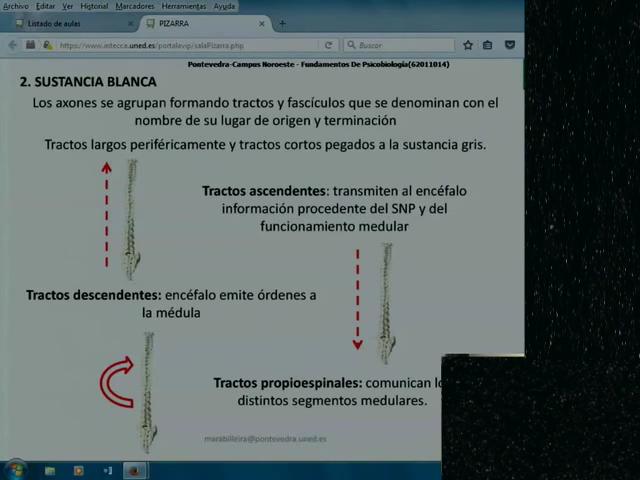 Archivo Editar Ver Historial Marcadores Herramientas Ayuda
Listado de aulas
PIZARRA
https://www.intecca.uned.es/portalavip/salaPizarra.php
Buscar
Pontevedra-Campus Noroeste - Fundamentos De Psicobiología(62011014)
2. SUSTANCIA BLANCA
Los axones se agrupan formando tractos y fascículos que se denominan con el
nombre de su lugar de origen y terminación
Tractos largos periféricamente y tractos cortos pegados a la sustancia gris.
Tractos ascendentes: transmiten al encéfalo
información procedente del SNP y del
funcionamiento medular
Tractos descendentes: encéfalo emite órdenes a
la médula
Tractos propioespinales: comunican
distintos segmentos medulares.
marabilleira@pontevedra.uned.es